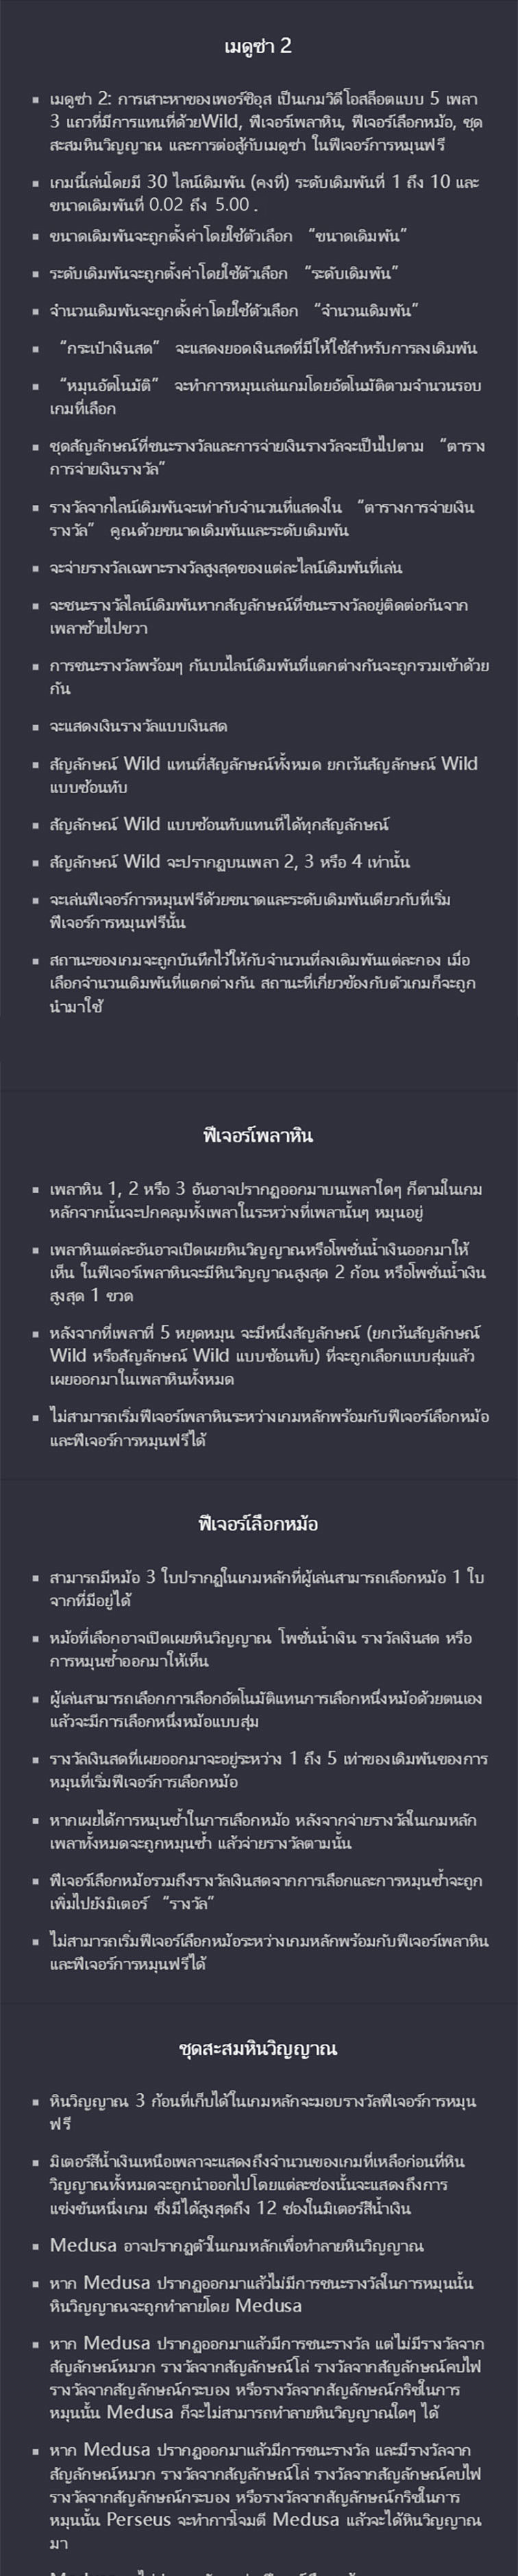 เมดูซ่า 2
▪ เมดูซ่า 2: การเสาะหาของเพอร์ซิอุส เป็นเกมวิดีโอสล็อตแบบ 5 เพลา
3 แถวที่มีการแทนที่ด้วยWild, ฟีเจอร์เพลาหิน, ฟีเจอร์เลือกหม้อ, ชุด
สะสมหินวิญญาณ และการต่อสู้กับเมดูซ่า ในฟีเจอร์การหมุนฟรี
▪ เกมนี้เล่นโดยมี 30 ไลน์เดิมพัน (คงที่) ระดับเดิมพันที่ 1 ถึง 10 และ
ขนาดเดิมพันที่ 0.02 ถึง 5.00 .
▪ ขนาดเดิมพันจะถูกตั้งค่าโดยใช้ตัวเลือก “ขนาดเดิมพัน”
▪ ระดับเดิมพันจะถูกตั้งค่าโดยใช้ตัวเลือก “ระดับเดิมพัน”
▪ จำนวนเดิมพันจะถูกตั้งค่าโดยใช้ตัวเลือก “จำนวนเดิมพัน”
▪ “กระเป๋าเงินสด” จะแสดงยอดเงินสดที่มีให้ใช้สำหรับการลงเดิมพัน
▪ “หมุนอัตโนมัติ” จะทำการหมุนเล่นเกมโดยอัตโนมัติตามจำนวนรอบ
เกมที่เลือก
▪ ชุดสัญลักษณ์ที่ชนะรางวัลและการจ่ายเงินรางวัลจะเป็นไปตาม “ตาราง
การจ่ายเงินรางวัล”
▪ รางวัลจากไลน์เดิมพันจะเท่ากับจำนวนที่แสดงใน “ตารางการจ่ายเงิน
รางวัล” คูณด้วยขนาดเดิมพันและระดับเดิมพัน
▪ จะจ่ายรางวัลเฉพาะรางวัลสูงสุดของแต่ละไลน์เดิมพันที่เล่น
▪ จะชนะรางวัลไลน์เดิมพันหากสัญลักษณ์ที่ชนะรางวัลอยู่ติดต่อกันจาก
เพลาซ้ายไปขวา
▪ การชนะรางวัลพร้อมๆ กันบนไลน์เดิมพันที่แตกต่างกันจะถูกรวมเข้าด้วย
กัน
▪ จะแสดงเงินรางวัลแบบเงินสด
▪ สัญลักษณ์ Wild แทนที่สัญลักษณ์ทั้งหมด ยกเว้นสัญลักษณ์ Wild
แบบซ้อนทับ
▪ สัญลักษณ์ Wild แบบซ้อนทับแทนที่ได้ทุกสัญลักษณ์
▪ สัญลักษณ์ Wild จะปรากฏบนเพลา 2, 3 หรือ 4 เท่านั้น
▪ จะเล่นฟีเจอร์การหมุนฟรีด้วยขนาดและระดับเดิมพันเดียวกับที่เริ่ม
ฟีเจอร์การหมุนฟรีนั้น
▪ สถานะของเกมจะถูกบันทึกไว้ให้กับจำนวนที่ลงเดิมพันแต่ละกอง เมื่อ
เลือกจำนวนเดิมพันที่แตกต่างกัน สถานะที่เกี่ยวข้องกับตัวเกมก็จะถูก
นำมาใช้
ฟีเจอร์เพลาหิน
▪ เพลาหิน 1, 2 หรือ 3 อันอาจปรากฏออกมาบนเพลาใดๆ ก็ตามในเกม
หลักจากนั้นจะปกคลุมทั้งเพลาในระหว่างที่เพลานั้นๆ หมุนอยู่
▪ เพลาหินแต่ละอันอาจเปิดเผยหินวิญญาณหรือโพชั่นน้ำเงินออกมาให้
เห็น ในฟีเจอร์เพลาหินจะมีหินวิญญาณสูงสุด 2 ก้อน หรือโพชั่นน้ำเงิน
สูงสุด 1 ขวด
▪ หลังจากที่เพลาที่ 5 หยุดหมุน จะมีหนึ่งสัญลักษณ์ (ยกเว้นสัญลักษณ์
Wild หรือสัญลักษณ์ Wild แบบซ้อนทับ) ที่จะถูกเลือกแบบสุ่มแล้ว
เผยออกมาในเพลาหินทั้งหมด
▪ ไม่สามารถเริ่มฟีเจอร์เพลาหินระหว่างเกมหลักพร้อมกับฟีเจอร์เลือกหม้อ
และฟีเจอร์การหมุนฟรีได้
ฟีเจอร์เลือกหม้อ
▪ สามารถมีหม้อ 3 ใบปรากฏในเกมหลักที่ผู้เล่นสามารถเลือกหม้อ 1 ใบ
จากที่มีอยู่ได้
▪ หม้อที่เลือกอาจเปิดเผยหินวิญญาณ โพชั่นน้ำเงิน รางวัลเงินสด หรือ
การหมุนซ้ำออกมาให้เห็น
▪ ผู้เล่นสามารถเลือกการเลือกอัตโนมัติแทนการเลือกหนึ่งหม้อด้วยตนเอง
แล้วจะมีการเลือกหนึ่งหม้อแบบสุ่ม
▪ รางวัลเงินสดที่เผยออกมาจะอยู่ระหว่าง 1 ถึง 5 เท่าของเดิมพันของการ
หมุนที่เริ่มฟีเจอร์การเลือกหม้อ
▪ หากเผยได้การหมุนซ้ำในการเลือกหม้อ หลังจากจ่ายรางวัลในเกมหลัก
เพลาทั้งหมดจะถูกหมุนซ้ำ แล้วจ่ายรางวัลตามนั้น
▪ ฟีเจอร์เลือกหม้อรวมถึงรางวัลเงินสดจากการเลือกและการหมุนซ้ำจะถูก
เพิ่มไปยังมิเตอร์ “รางวัล”
▪ ไม่สามารถเริ่มฟีเจอร์เลือกหม้อระหว่างเกมหลักพร้อมกับฟีเจอร์เพลาหิน
และฟีเจอร์การหมุนฟรีได้
ชุดสะสมหินวิญญาณ
▪ หินวิญญาณ 3 ก้อนที่เก็บได้ในเกมหลักจะมอบรางวัลฟีเจอร์การหมุน
ฟรี
▪ มิเตอร์สีน้ำเงินเหนือเพลาจะแสดงถึงจำนวนของเกมที่เหลือก่อนที่หิน
วิญญาณทั้งหมดจะถูกนำออกไปโดยแต่ละช่องนั้นจะแสดงถึงการ
แข่งขันหนึ่งเกม ซึ่งมีได้สูงสุดถึง 12 ช่องในมิเตอร์สีน้ำเงิน
▪ Medusa อาจปรากฏตัวในเกมหลักเพื่อทำลายหินวิญญาณ
▪ หาก Medusa ปรากฏออกมาแล้วไม่มีการชนะรางวัลในการหมุนนั้น
หินวิญญาณจะถูกทำลายโดย Medusa
▪ หาก Medusa ปรากฏออกมาแล้วมีการชนะรางวัล แต่ไม่มีรางวัลจาก
สัญลักษณ์หมวก รางวัลจากสัญลักษณ์โล่ รางวัลจากสัญลักษณ์คบไฟ
รางวัลจากสัญลักษณ์กระบอง หรือรางวัลจากสัญลักษณ์กริชในการ
หมุนนั้น Medusa ก็จะไม่สามารถทำลายหินวิญญาณใดๆ ได้
▪ หาก Medusa ปรากฏออกมาแล้วมีการชนะรางวัล และมีรางวัลจาก
สัญลักษณ์หมวก รางวัลจากสัญลักษณ์โล่ รางวัลจากสัญลักษณ์คบไฟ
รางวัลจากสัญลักษณ์กระบอง หรือรางวัลจากสัญลักษณ์กริชในการ
หมุนนั้น Perseus จะทำการโจมตี Medusa แล้วจะได้หินวิญญาณ
มา